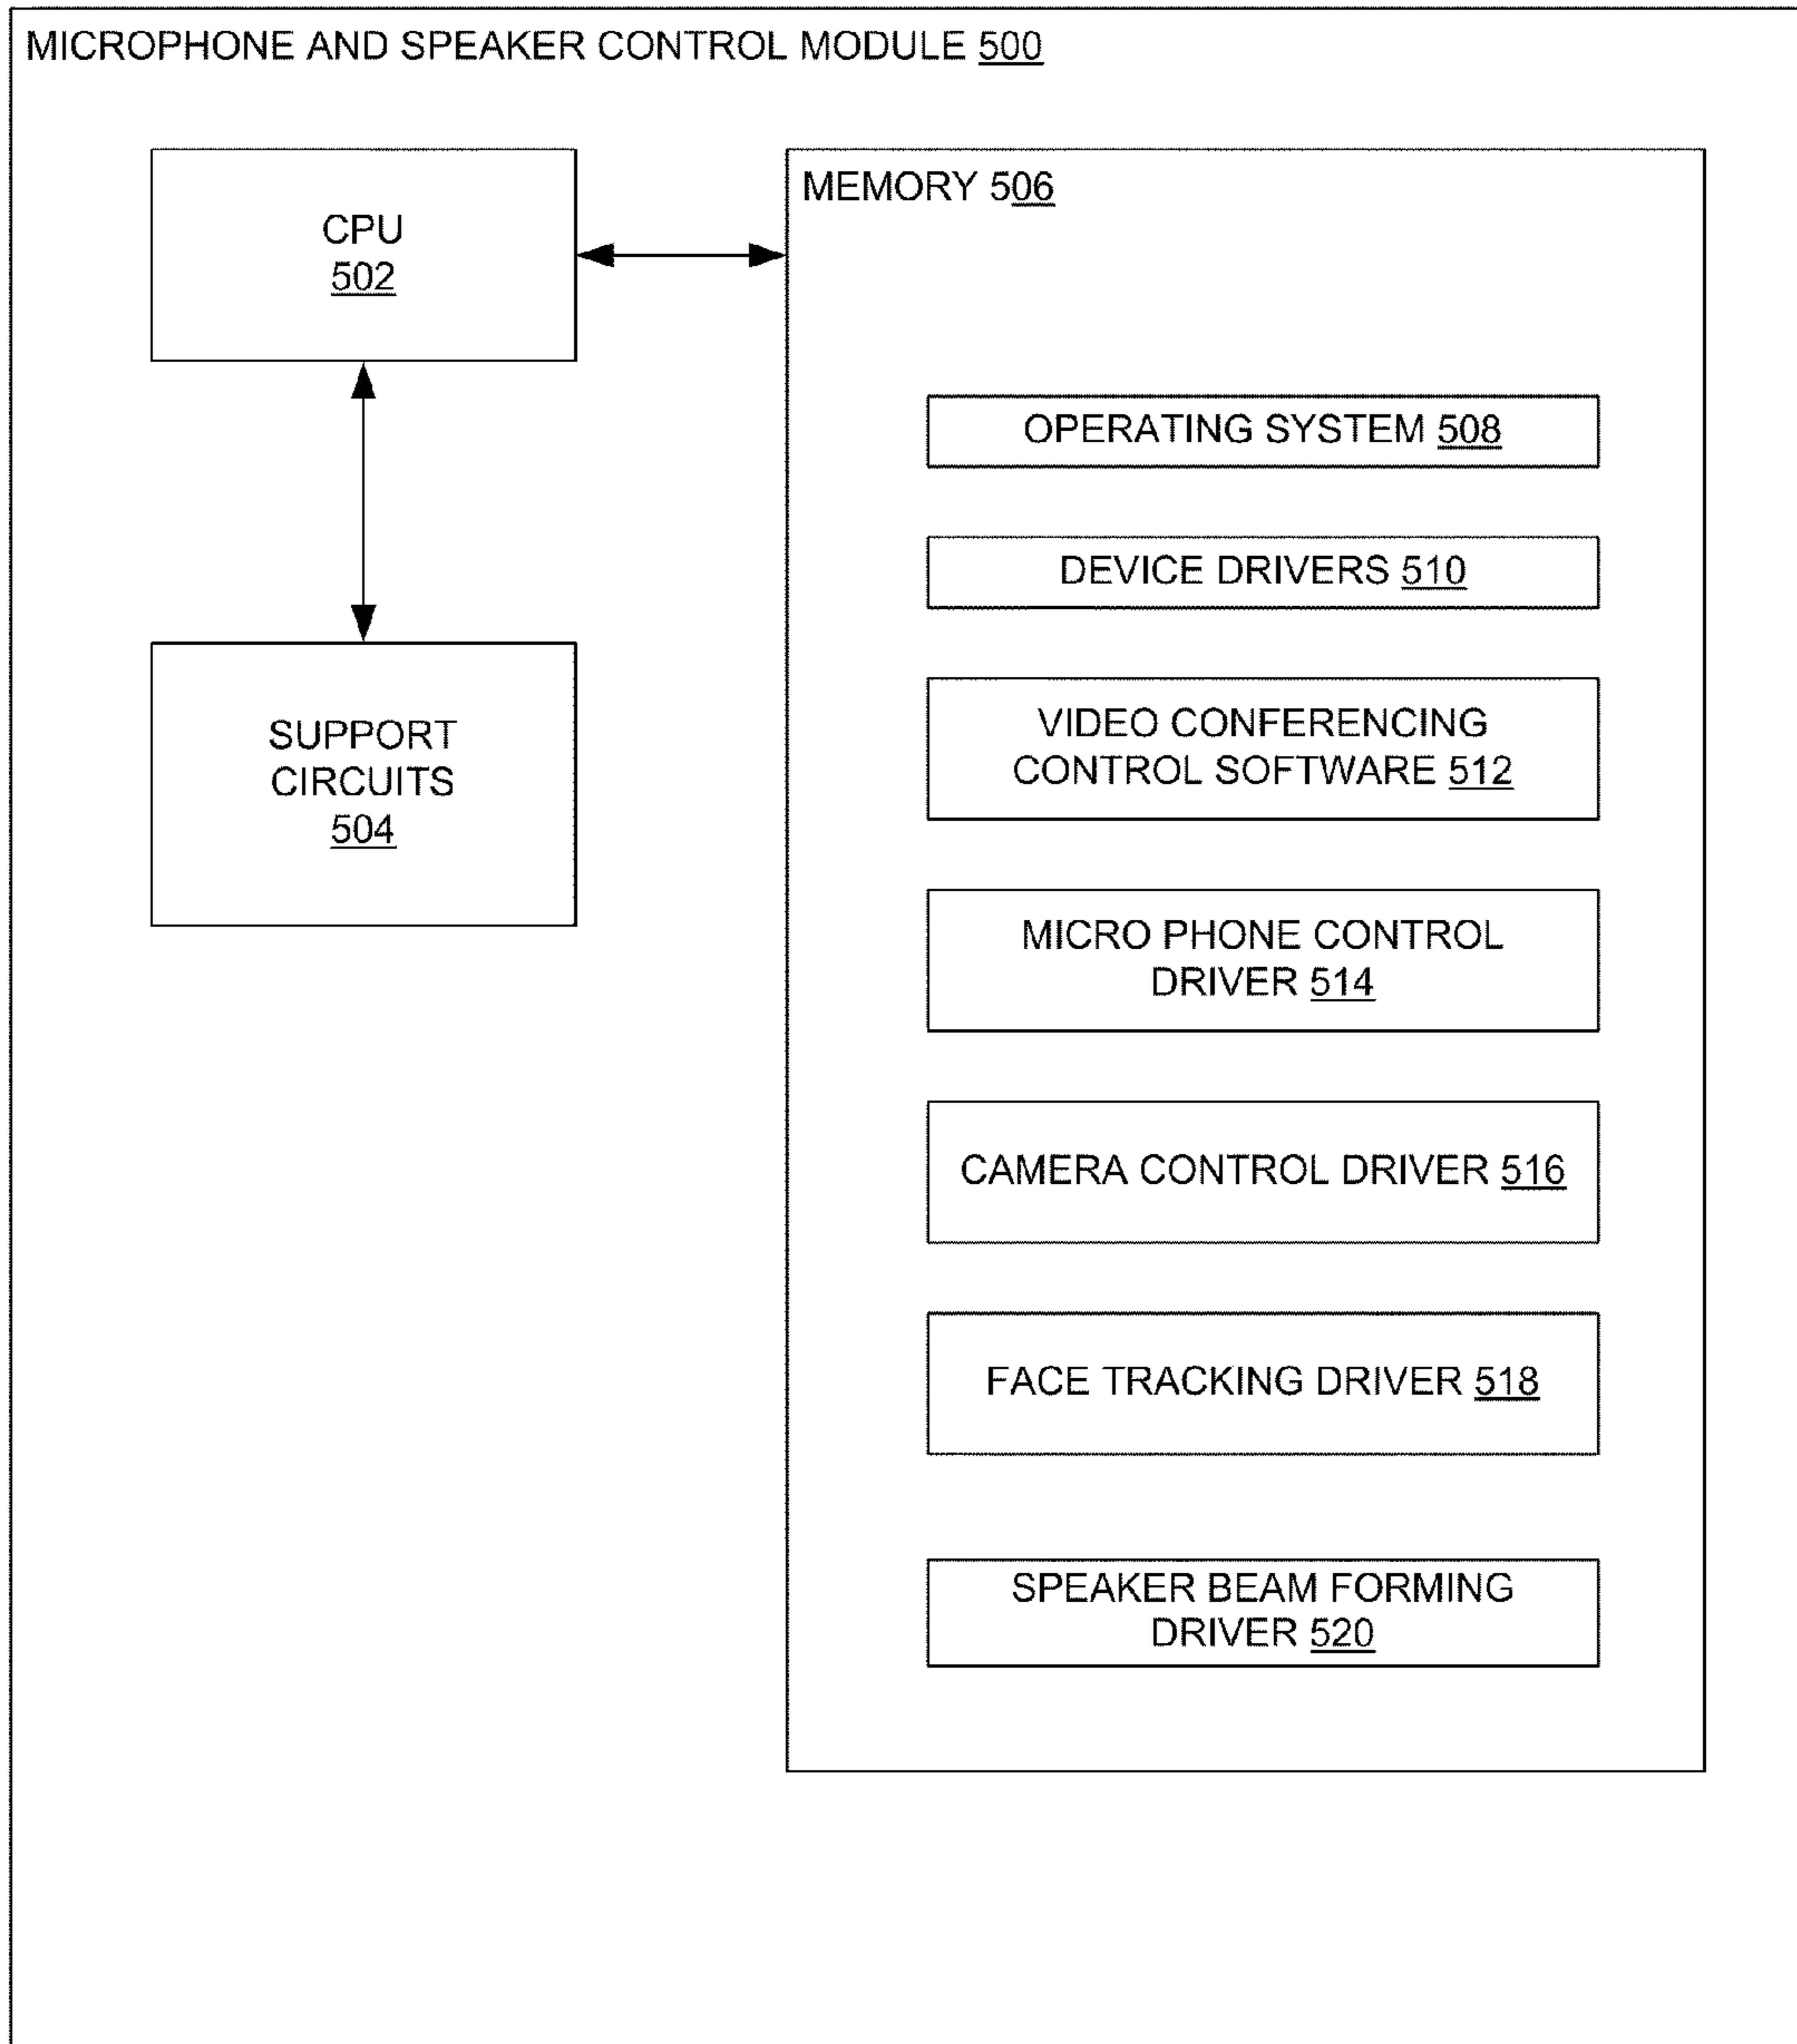 MICROPHONE AND SPEAKER CONTROL MODULE 500
CPU
502
SUPPORT
CIRCUITS
504
MEMORY 506
OPERATING SYSTEM 508
DEVICE DRIVERS 510
VIDEO CONFERENCING
CONTROL SOFTWARE 512
MICRO PHONE CONTROL
DRIVER 514
CAMERA CONTROL DRIVER 516
FACE TRACKING DRIVER 518
SPEAKER BEAM FORMING
DRIVER 520